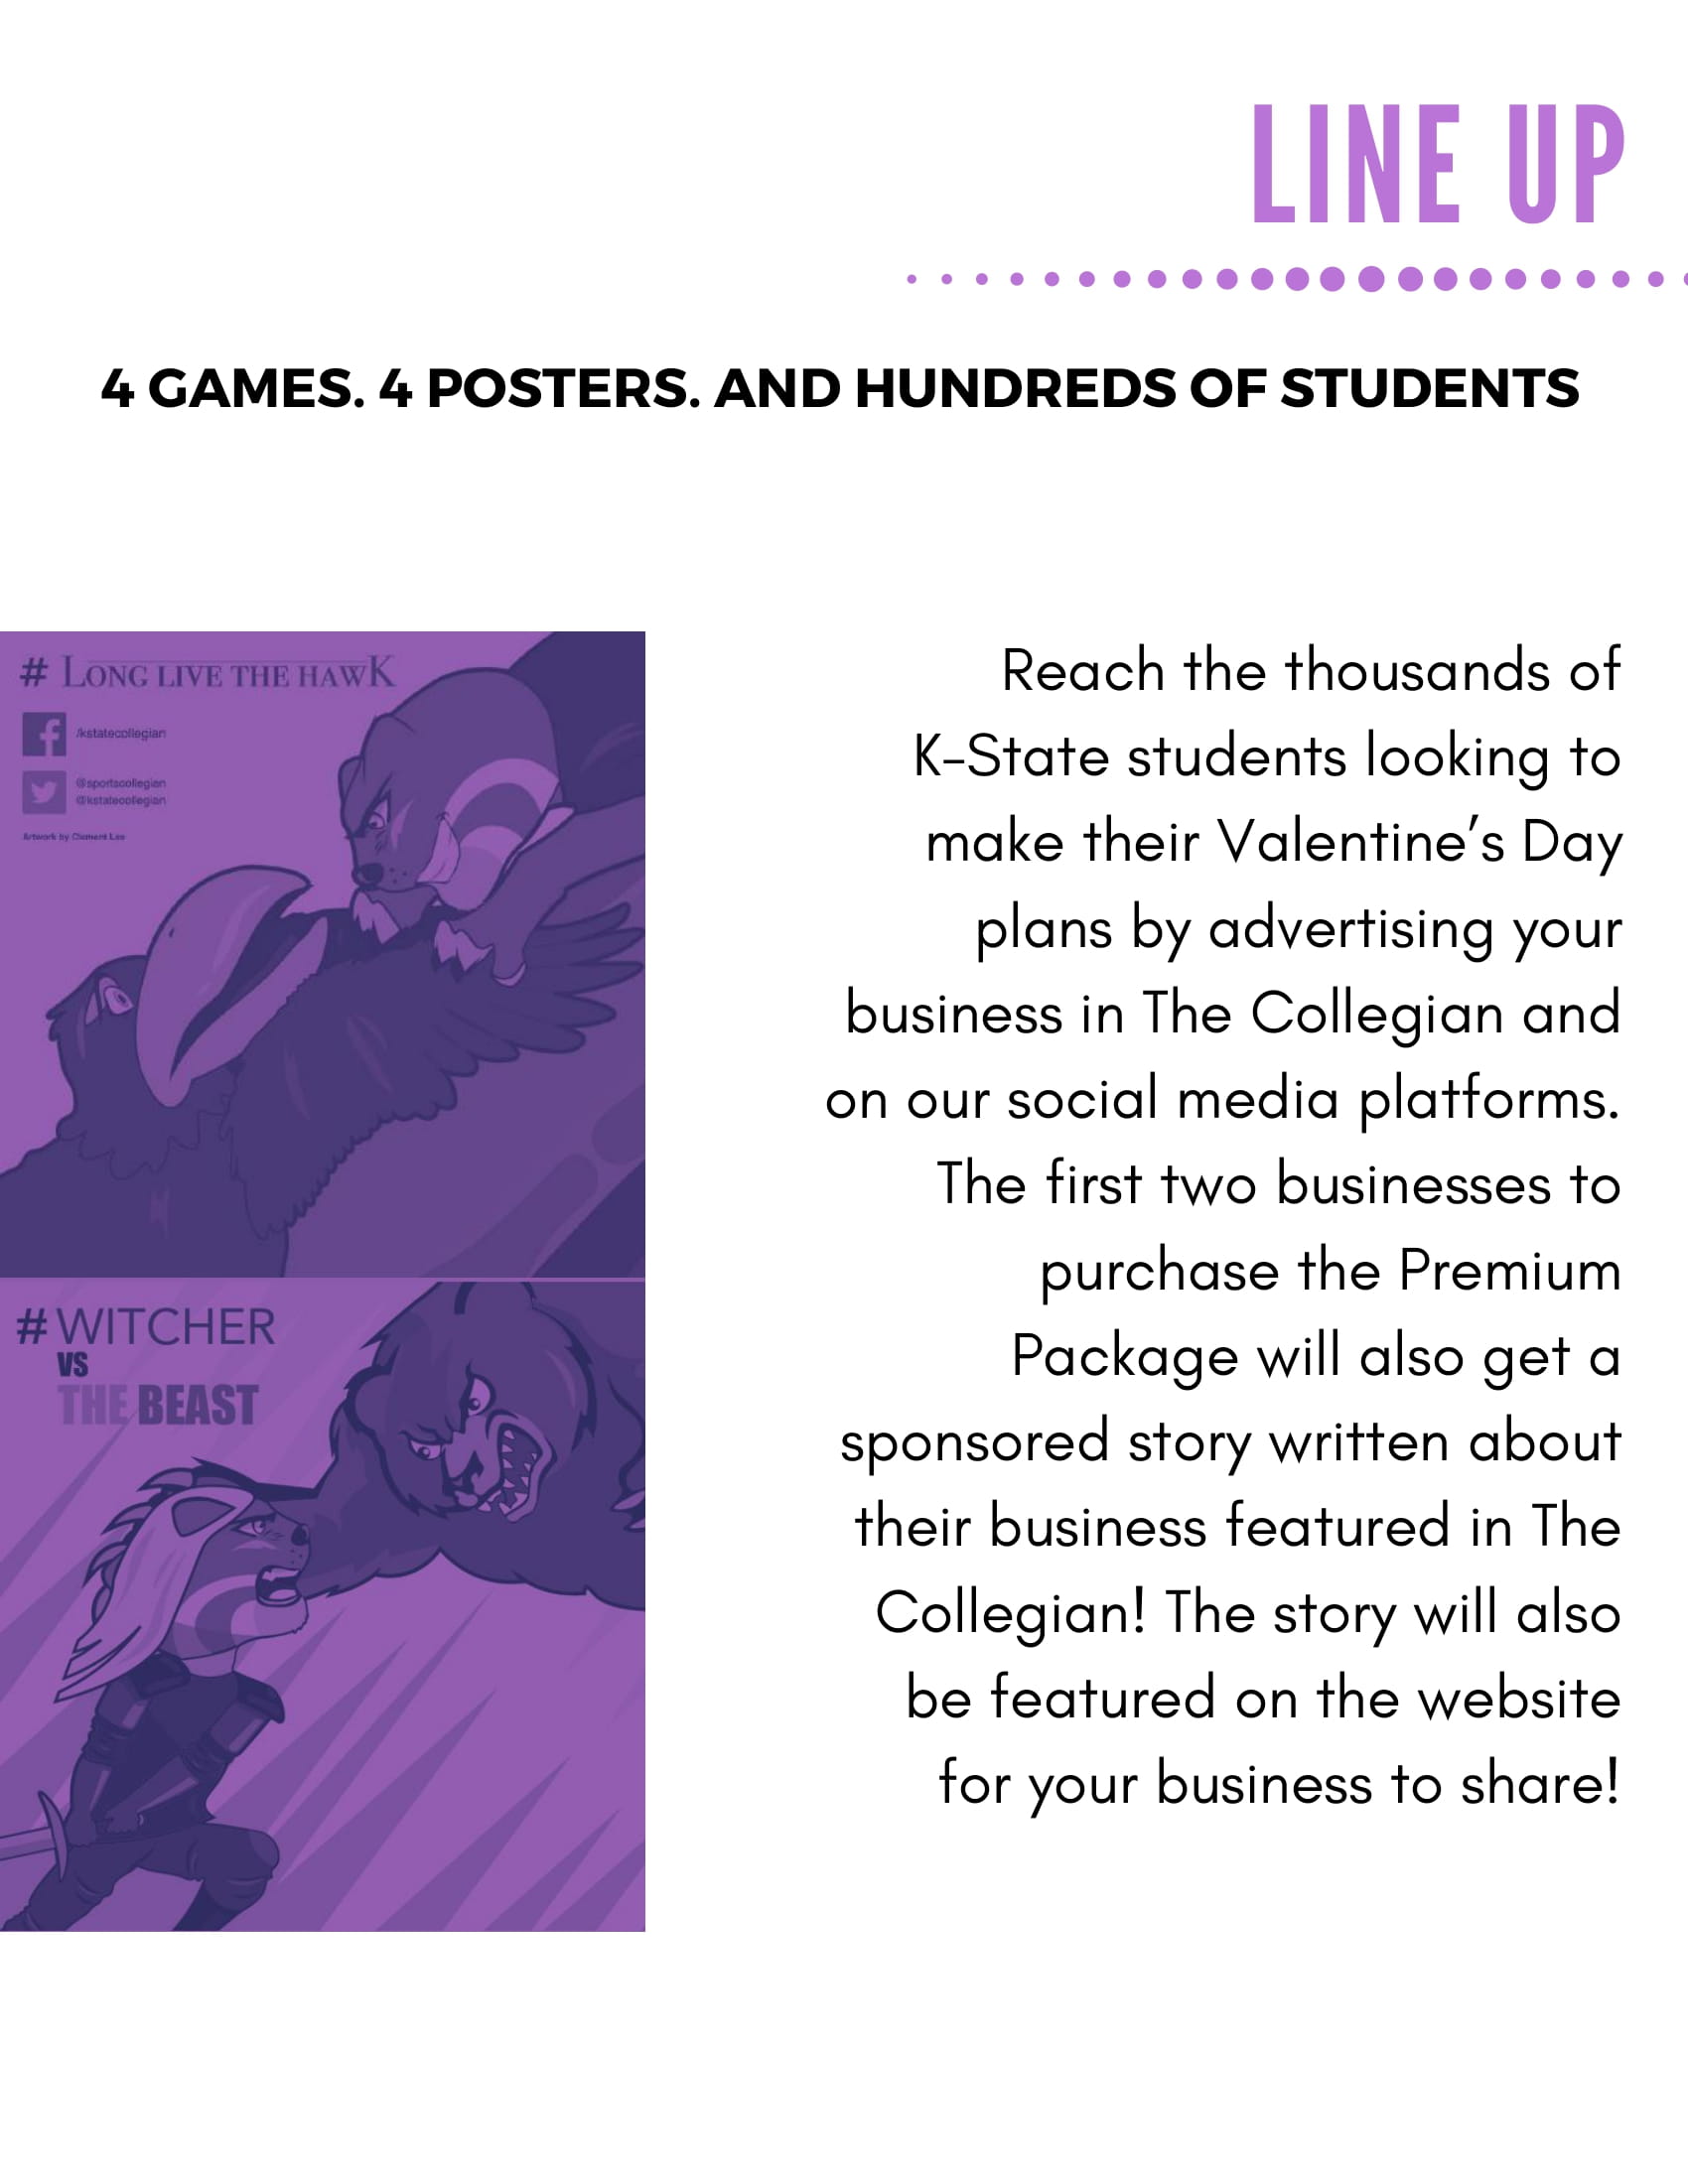 LINE UP
4 GAMES. 4 POSTERS. AND HUNDREDS OF STUDENTS
# LONG LIVE THE HAWK
/kstatecollegian
@sportscollegian
@kstatecollegian
Artwork by Clement Lee
# WITCHER
VS
THE BEAST
Reach the thousands of
K-State students looking to
make their Valentine's Day
plans by advertising your
business in The Collegian and
on our social media platforms.
The first two businesses to
purchase the Premium
Package will also get a
sponsored story written about
their business featured in The
Collegian! The story will also
be featured on the website
for your business to share!